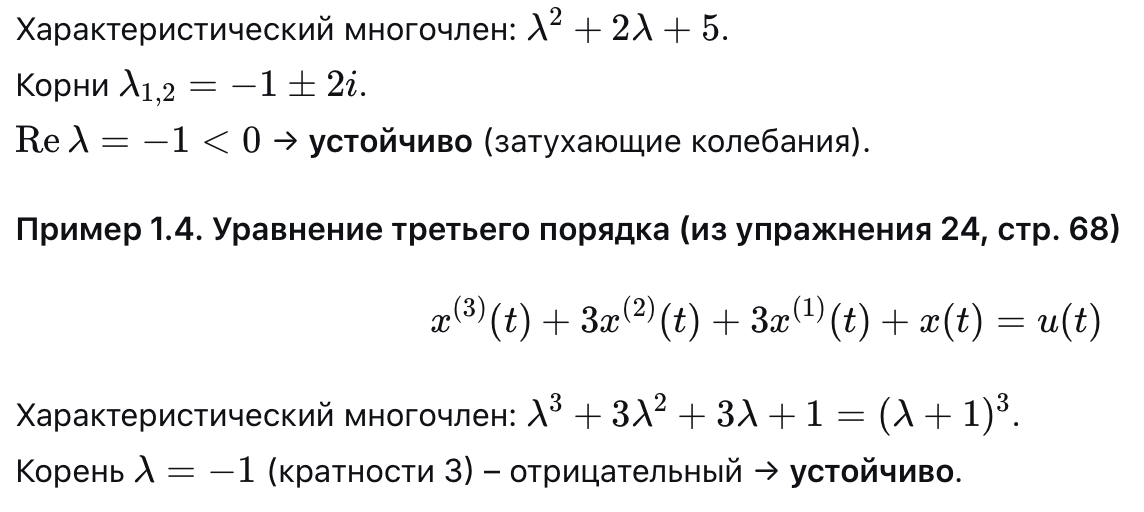 Характеристический многочлен: λ² + 2λ + 5.
Корни λ₁,₂ = −1 ± 2i.
Re λ = −1 < 0 → устойчиво (затухающие колебания).
Пример 1.4. Уравнение третьего порядка (из упражнения 24, стр. 68)
x⁽³⁾(t) + 3x⁽²⁾(t) + 3x⁽¹⁾(t) + x(t) = u(t)
Характеристический многочлен: λ³ + 3λ² + 3λ + 1 = (λ + 1)³.
Корень λ = −1 (кратности 3) – отрицательный → устойчиво.